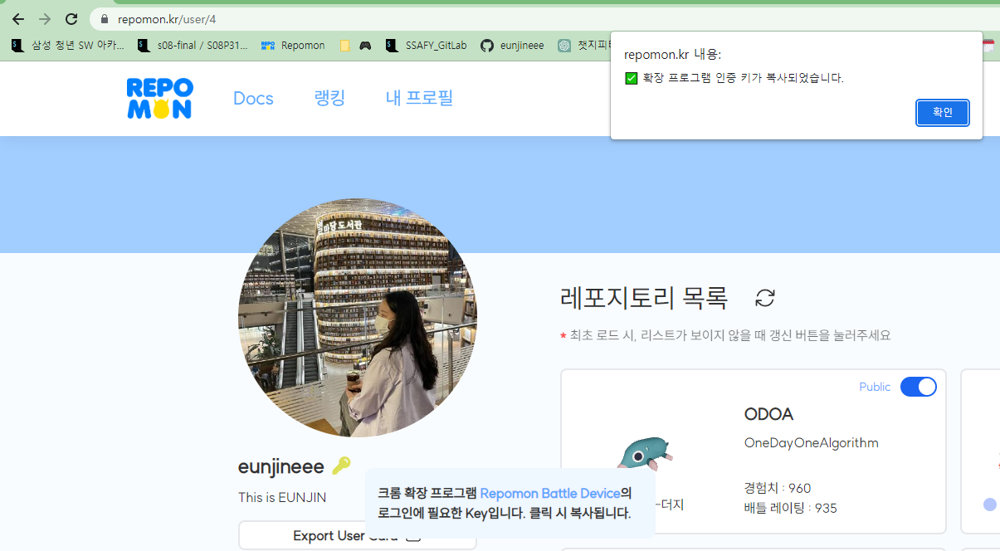 repomon.kr/user/4
삼성 청년 SW 아카...
s08-final / S08P31...
Repomon
SSAFY_GitLab
eunjineee
챗지피티
repomon.kr 내용:
✅ 확장 프로그램 인증 키가 복사되었습니다.
확인
REPO
MON
Docs
랭킹
내 프로필
별마당 도서관
레포지토리 목록
* 최초 로드 시, 리스트가 보이지 않을 때 갱신 버튼을 눌러주세요
Public
ODOA
OneDayOneAlgorithm
경험치 : 960
배틀 레이팅 : 935
-더지
eunjineee
This is EUNJIN
크롬 확장 프로그램 Repomon Battle Device의
로그인에 필요한 Key입니다. 클릭 시 복사됩니다.
Export User Card